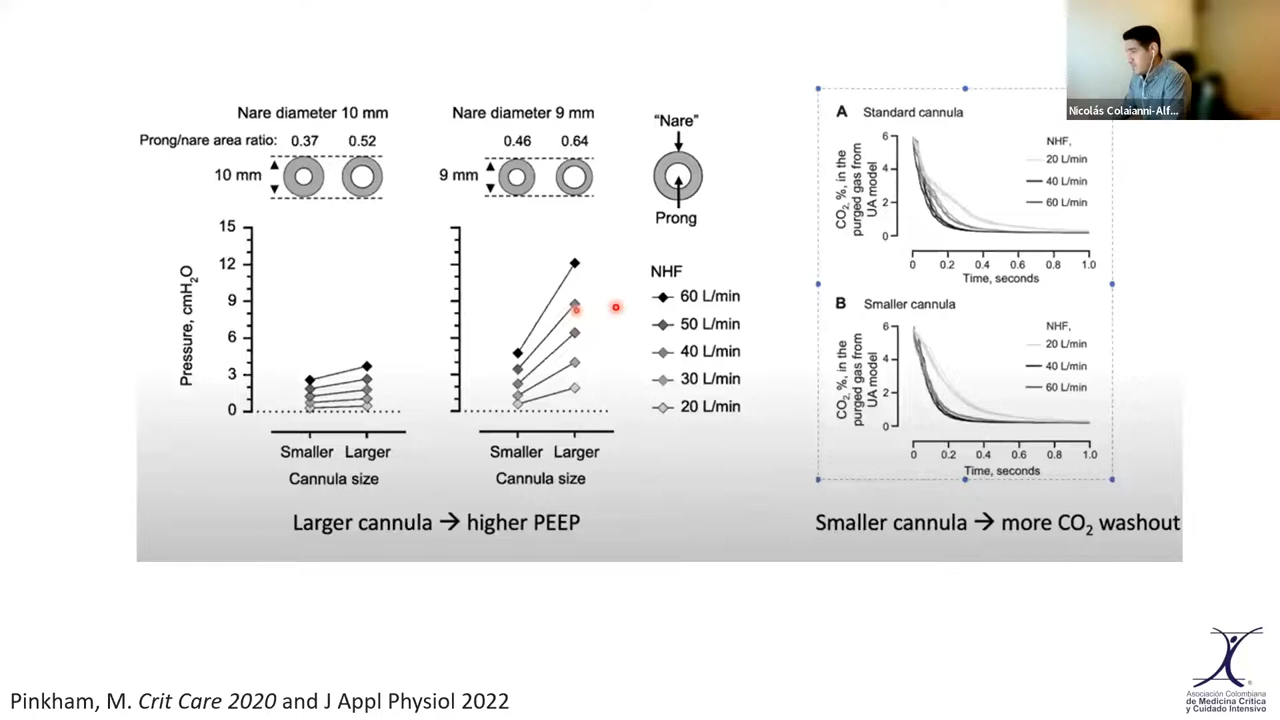 Nicolás Colaianni-Alf...
Nare diameter 10 mm
Nare diameter 9 mm
Prong/nare area ratio: 0.37 0.52
0.46 0.64
10 mm
9 mm
"Nare"
Prong
Pressure, cmH2O
15
12
9
6
3
0
Smaller Larger
Cannula size
Smaller Larger
Cannula size
NHF
60 L/min
50 L/min
40 L/min
30 L/min
20 L/min
Larger cannula → higher PEEP
A Standard cannula
CO2, %, in the
purged gas from
UA model
6
4
2
0
NHF,
20 L/min
40 L/min
60 L/min
0 0.2 0.4 0.6 0.8 1.0
Time, seconds
B Smaller cannula
CO2, %, in the
purged gas from
UA model
6
4
2
0
NHF,
20 L/min
40 L/min
60 L/min
0 0.2 0.4 0.6 0.8 1.0
Time, seconds
Smaller cannula → more CO2 washout
Pinkham, M. Crit Care 2020 and J Appl Physiol 2022
®
Asociación Colombiana
de Medicina Crítica
y Cuidado Intensivo